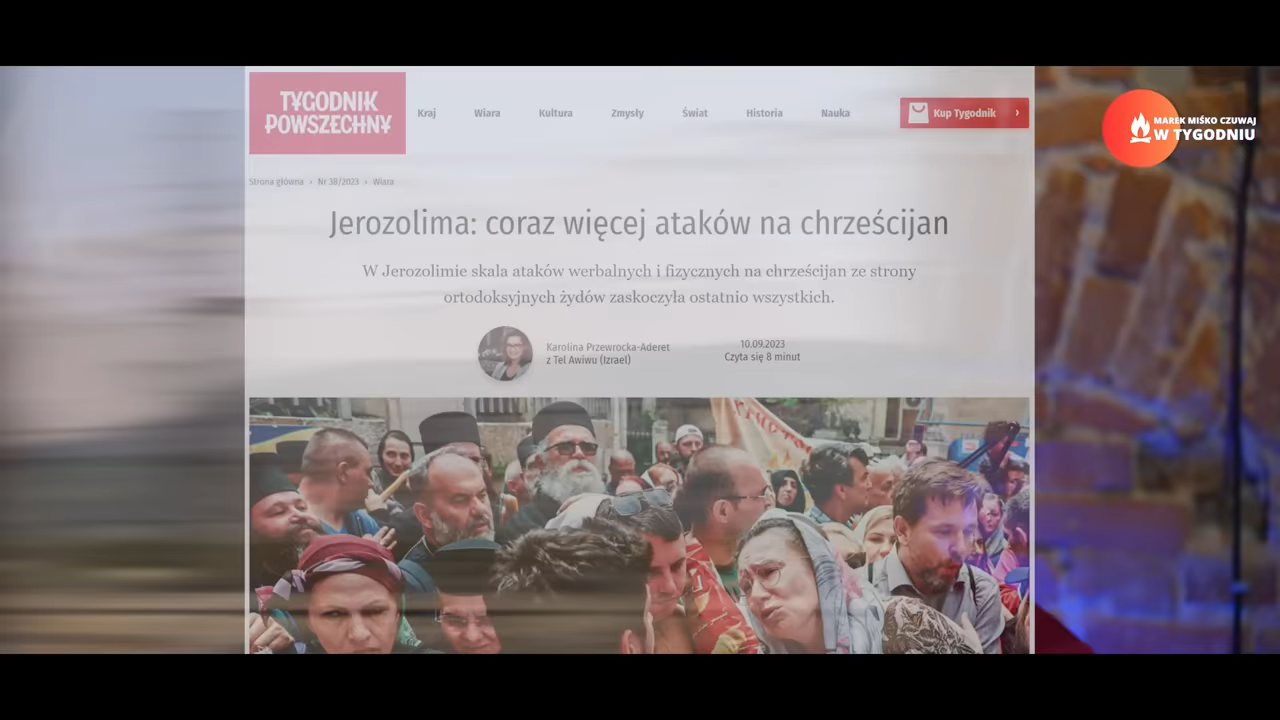 TYGODNIK
POWSZECHNY
Kraj
Wiara
Kultura
Zmysły
Świat
Historia
Nauka
Kup Tygodnik ›
MAREK MIŚKO CZUWAJ
W TYGODNIU
Strona główna › Nr 38/2023 › Wiara
Jerozolima: coraz więcej ataków na chrześcijan
W Jerozolimie skala ataków werbalnych i fizycznych na chrześcijan ze strony
ortodoksyjnych żydów zaskoczyła ostatnio wszystkich.
Karolina Przewrocka-Aderet
z Tel Awiwu (Izrael)
10.09.2023
Czyta się 8 minut